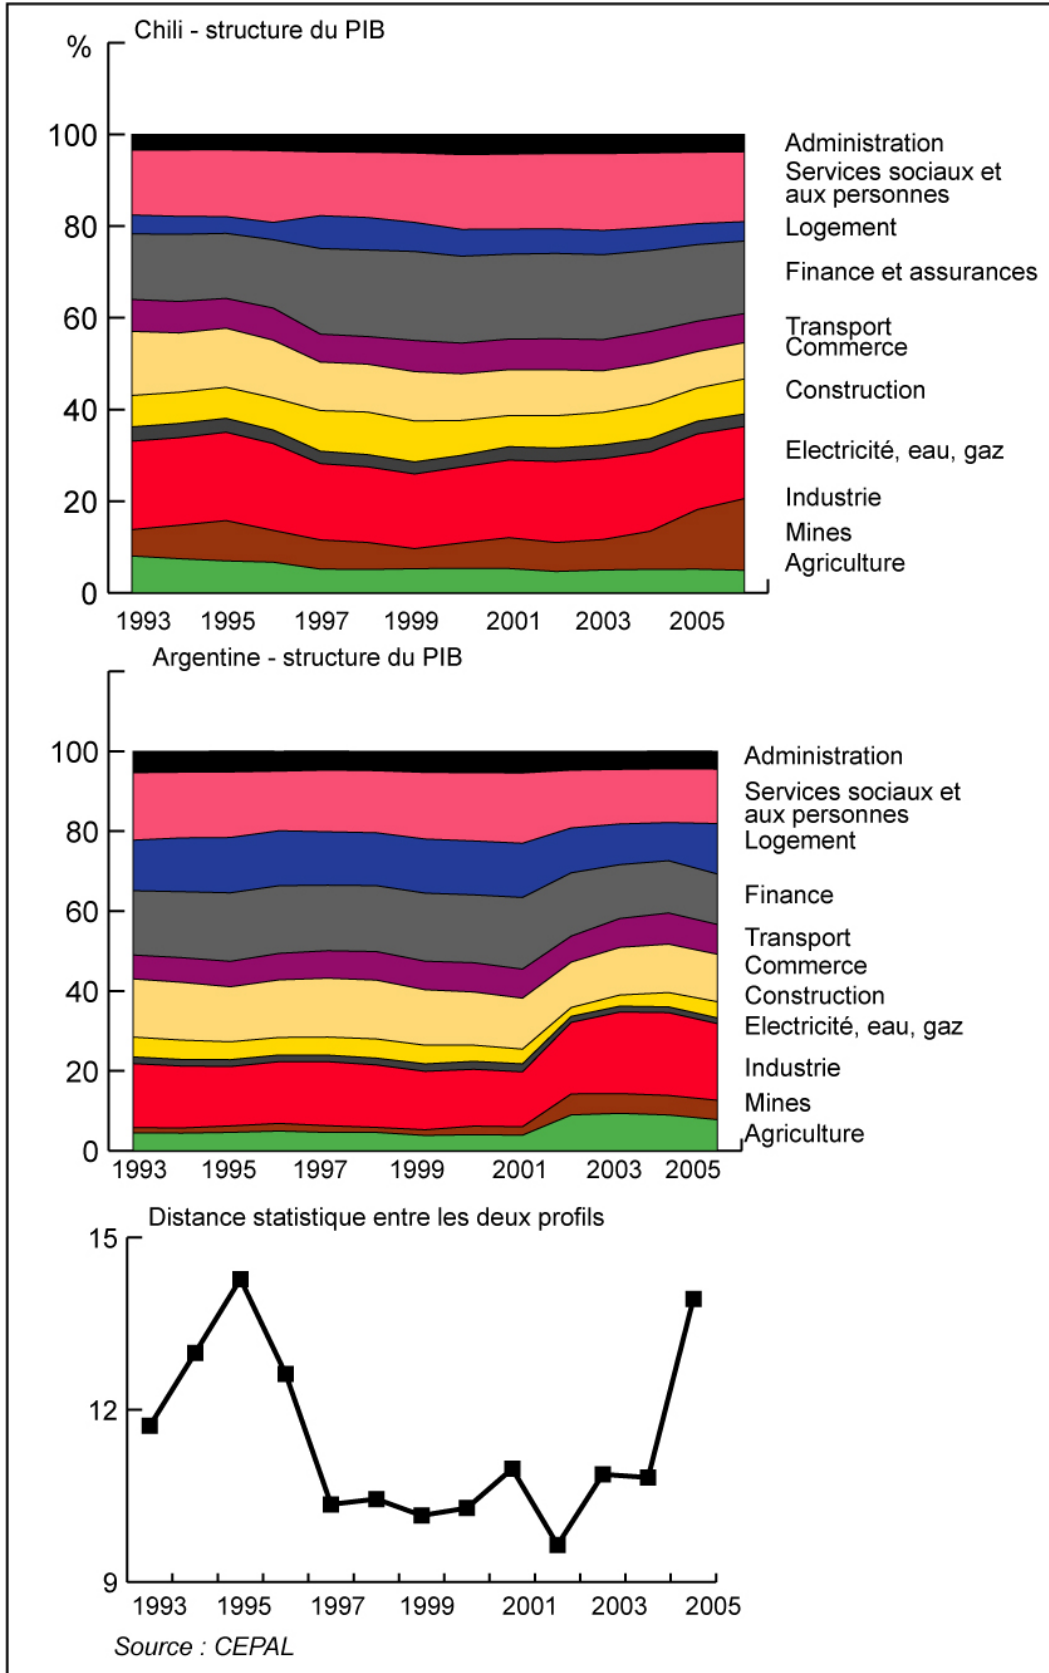 Chili - structure du PIB
%
100
80
60
40
20
0
Administration
Services sociaux et
aux personnes
Logement
Finance et assurances
Transport
Commerce
Construction
Electricité, eau, gaz
Industrie
Mines
Agriculture
1993 1995 1997 1999 2001 2003 2005
Argentine - structure du PIB
100
80
60
40
20
0
Administration
Services sociaux et
aux personnes
Logement
Finance
Transport
Commerce
Construction
Electricité, eau, gaz
Industrie
Mines
Agriculture
1993 1995 1997 1999 2001 2003 2005
Distance statistique entre les deux profils
15
12
9
1993 1995 1997 1999 2001 2003 2005
Source : CEPAL